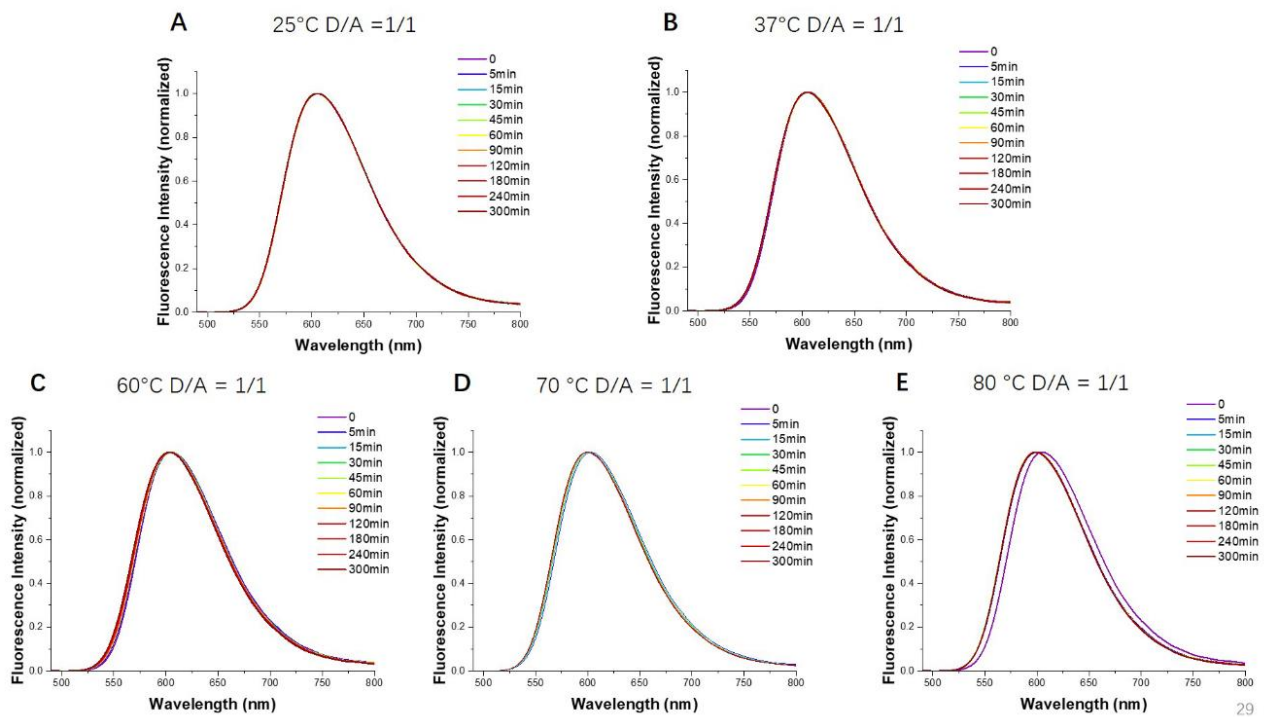 A 25°C D/A =1/1
Fluorescence Intensity (normalized)
1.0
0.8
0.6
0.4
0.2
0.0
500 550 600 650 700 750 800
Wavelength (nm)
0
5min
15min
30min
45min
60min
90min
120min
180min
240min
300min
B 37°C D/A = 1/1
Fluorescence Intensity (normalized)
1.0
0.8
0.6
0.4
0.2
0.0
500 550 600 650 700 750 800
Wavelength (nm)
0
5min
15min
30min
45min
60min
90min
120min
180min
240min
300min
C 60°C D/A = 1/1
Fluorescence Intensity (normalized)
1.0
0.8
0.6
0.4
0.2
0.0
500 550 600 650 700 750 800
Wavelength (nm)
0
5min
15min
30min
45min
60min
90min
120min
180min
240min
300min
D 70 °C D/A = 1/1
Fluorescence Intensity (normalized)
1.0
0.8
0.6
0.4
0.2
0.0
500 550 600 650 700 750 800
Wavelength (nm)
0
5min
15min
30min
45min
60min
90min
120min
180min
240min
300min
E 80 °C D/A = 1/1
Fluorescence Intensity (normalized)
1.0
0.8
0.6
0.4
0.2
0.0
500 550 600 650 700 750 800
Wavelength (nm)
0
5min
15min
30min
45min
60min
90min
120min
180min
240min
300min
29